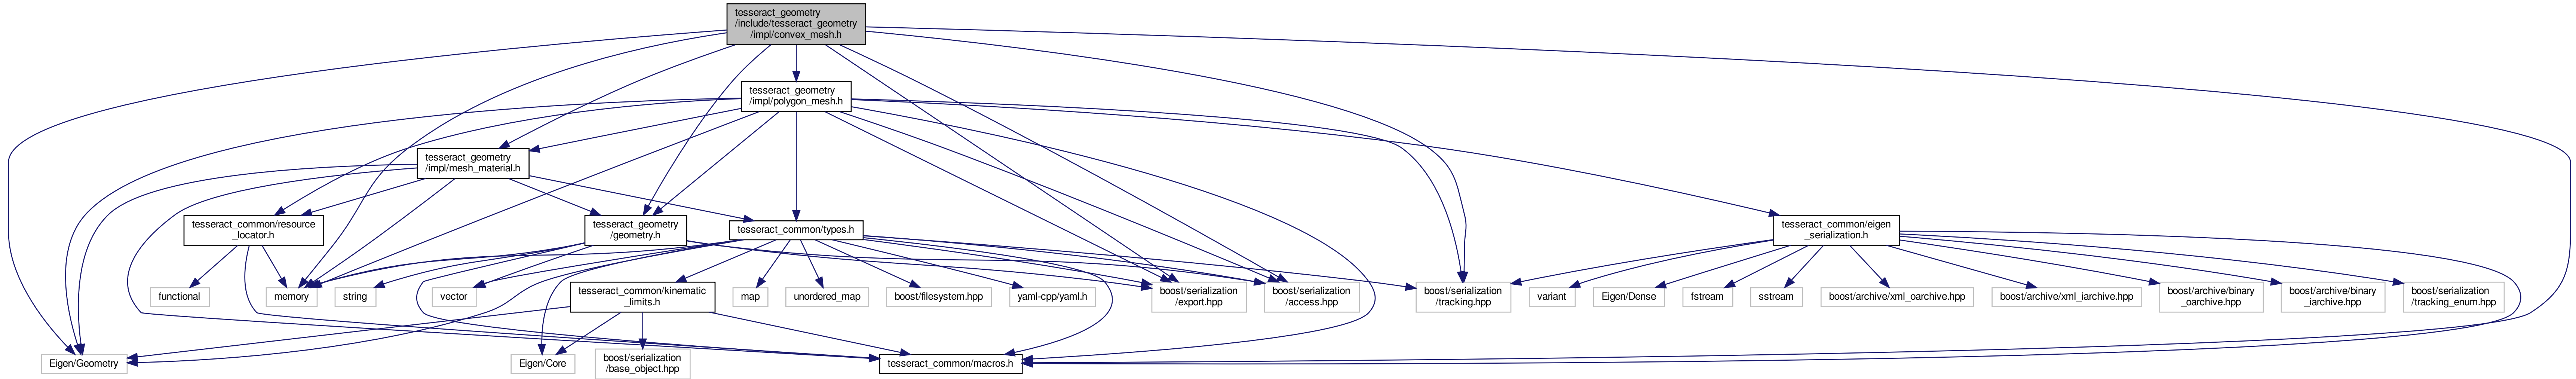 tesseract_geometry
/include/tesseract_geometry
/impl/convex_mesh.h
tesseract_geometry
/impl/polygon_mesh.h
tesseract_geometry
/impl/mesh_material.h
tesseract_common/resource
_locator.h
tesseract_geometry
/geometry.h
tesseract_common/types.h
tesseract_common/eigen
_serialization.h
functional
memory
string
vector
tesseract_common/kinematic
_limits.h
map
unordered_map
boost/filesystem.hpp
yaml-cpp/yaml.h
boost/serialization
/export.hpp
boost/serialization
/access.hpp
boost/serialization
/tracking.hpp
variant
Eigen/Dense
fstream
sstream
boost/archive/xml_oarchive.hpp
boost/archive/xml_iarchive.hpp
boost/archive/binary
_oarchive.hpp
boost/archive/binary
_iarchive.hpp
boost/serialization
/tracking_enum.hpp
Eigen/Geometry
Eigen/Core
boost/serialization
/base_object.hpp
tesseract_common/macros.h